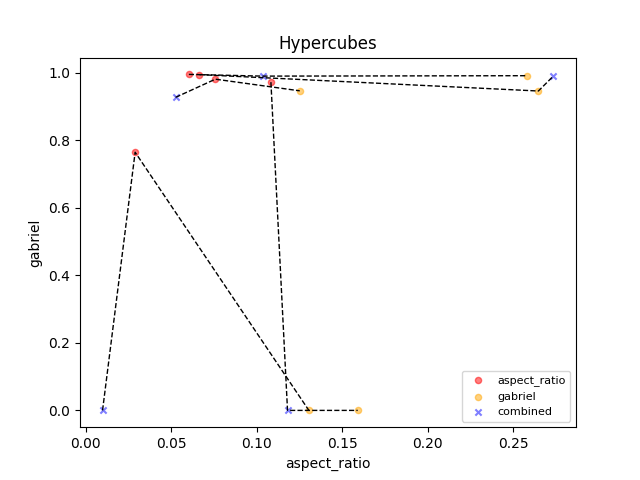 Hypercubes
1.0
0.8
0.6
0.4
0.2
0.0
gabriel
0.00 0.05 0.10 0.15 0.20 0.25
aspect_ratio
aspect_ratio
gabriel
combined